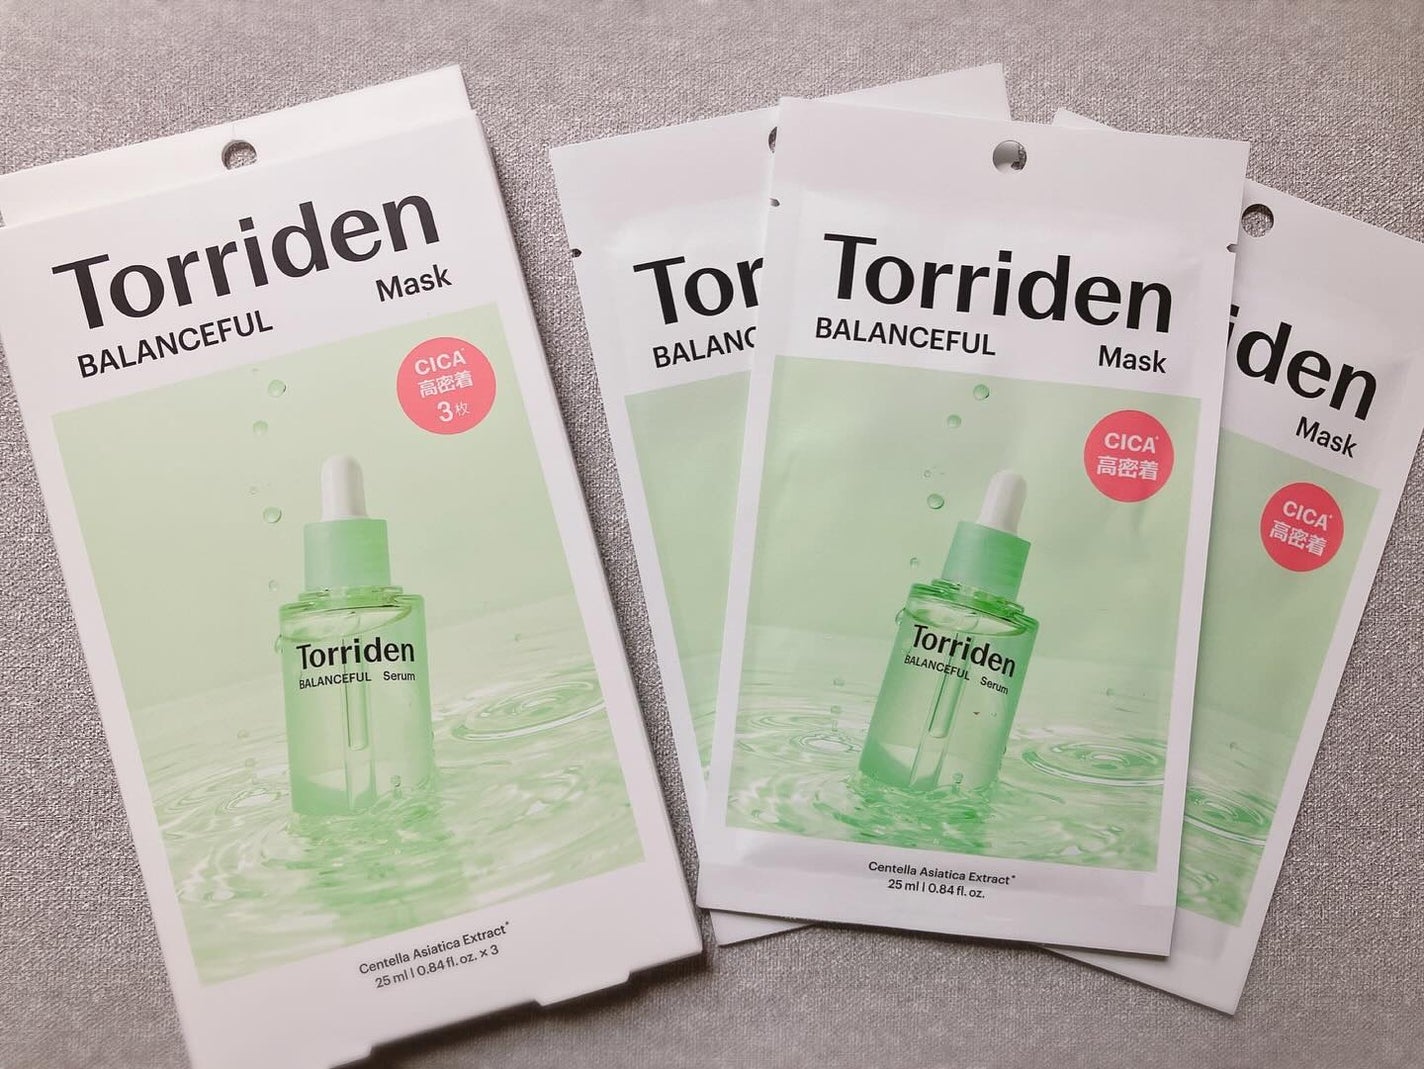 Torriden
BALANCEFUL Mask
CICA*
高密着
3枚
Torriden
BALANCEFUL Serum
Centella Asiatica Extract*
25 ml | 0.84 fl. oz. × 3
Tor
BALANC
Torriden
BALANCEFUL Mask
CICA*
高密着
Torriden
BALANCEFUL Serum
Centella Asiatica Extract*
25 ml | 0.84 fl. oz.
iden
Mask
CICA*
高密着